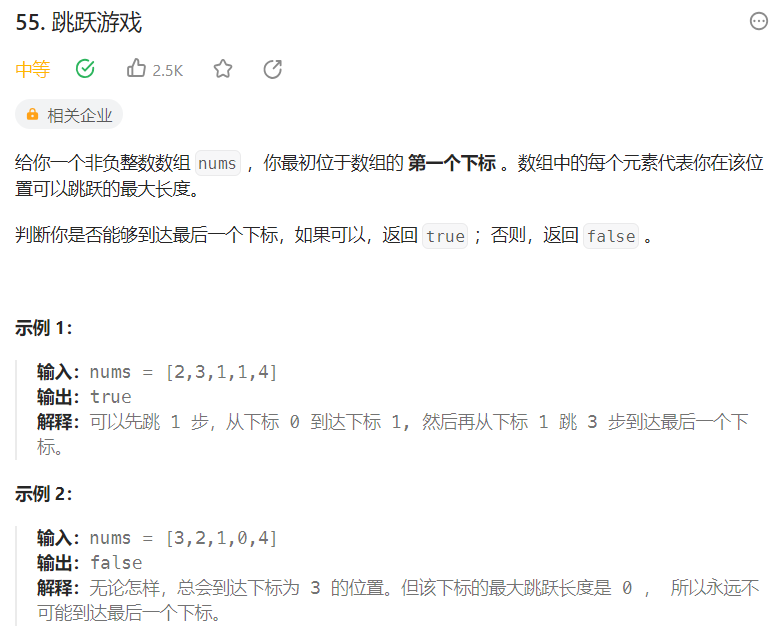 55. 跳跃游戏
中等 2.5K
相关企业
给你一个非负整数数组 nums ，你最初位于数组的 第一个下标 。数组中的每个元素代表你在该位
置可以跳跃的最大长度。
判断你是否能够到达最后一个下标，如果可以，返回 true ；否则，返回 false 。
示例 1：
输入：nums = [2,3,1,1,4]
输出：true
解释：可以先跳 1 步，从下标 0 到达下标 1, 然后再从下标 1 跳 3 步到达最后一个下
标。
示例 2：
输入：nums = [3,2,1,0,4]
输出：false
解释：无论怎样，总会到达下标为 3 的位置。但该下标的最大跳跃长度是 0 ， 所以永远不
可能到达最后一个下标。